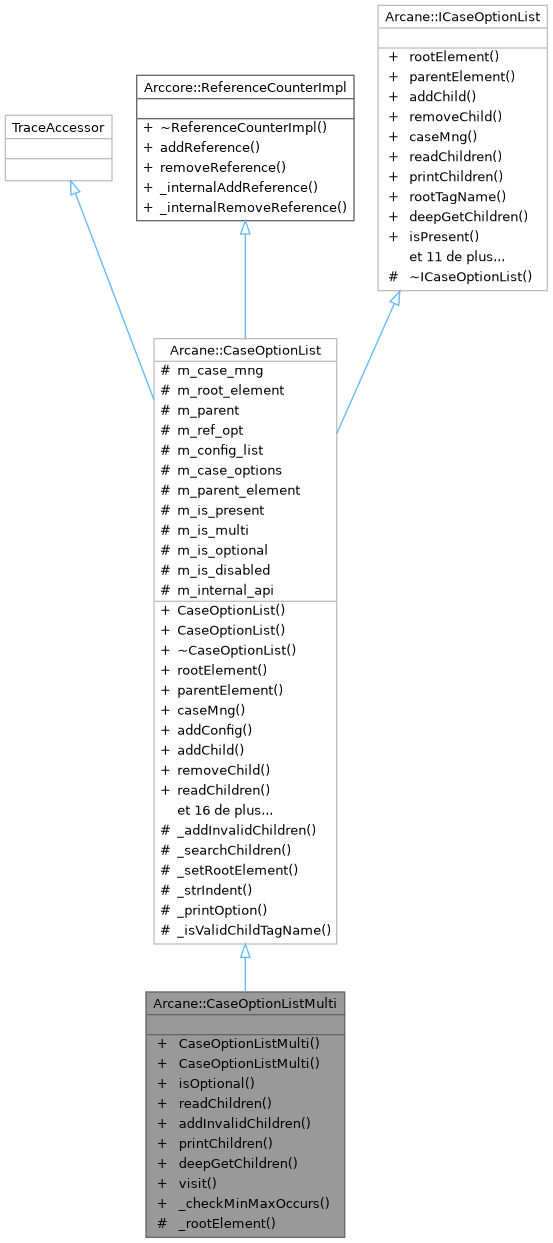 Arcane::ICaseOptionList
+ rootElement()
+ parentElement()
+ addChild()
+ removeChild()
+ caseMng()
+ readChildren()
+ printChildren()
+ rootTagName()
+ deepGetChildren()
+ isPresent()
et 11 de plus...
# ~ICaseOptionList()
Arccore::ReferenceCounterImpl
+ ~ReferenceCounterImpl()
+ addReference()
+ removeReference()
+ _internalAddReference()
+ _internalRemoveReference()
TraceAccessor
Arcane::CaseOptionList
# m_case_mng
# m_root_element
# m_parent
# m_ref_opt
# m_config_list
# m_case_options
# m_parent_element
# m_is_present
# m_is_multi
# m_is_optional
# m_is_disabled
# m_internal_api
+ CaseOptionList()
+ CaseOptionList()
+ ~CaseOptionList()
+ rootElement()
+ parentElement()
+ caseMng()
+ addConfig()
+ addChild()
+ removeChild()
+ readChildren()
et 16 de plus...
# _addInvalidChildren()
# _searchChildren()
# _setRootElement()
# _strIndent()
# _printOption()
# _isValidChildTagName()
Arcane::CaseOptionListMulti
+ CaseOptionListMulti()
+ CaseOptionListMulti()
+ isOptional()
+ readChildren()
+ addInvalidChildren()
+ printChildren()
+ deepGetChildren()
+ visit()
+ _checkMinMaxOccurs()
# _rootElement()